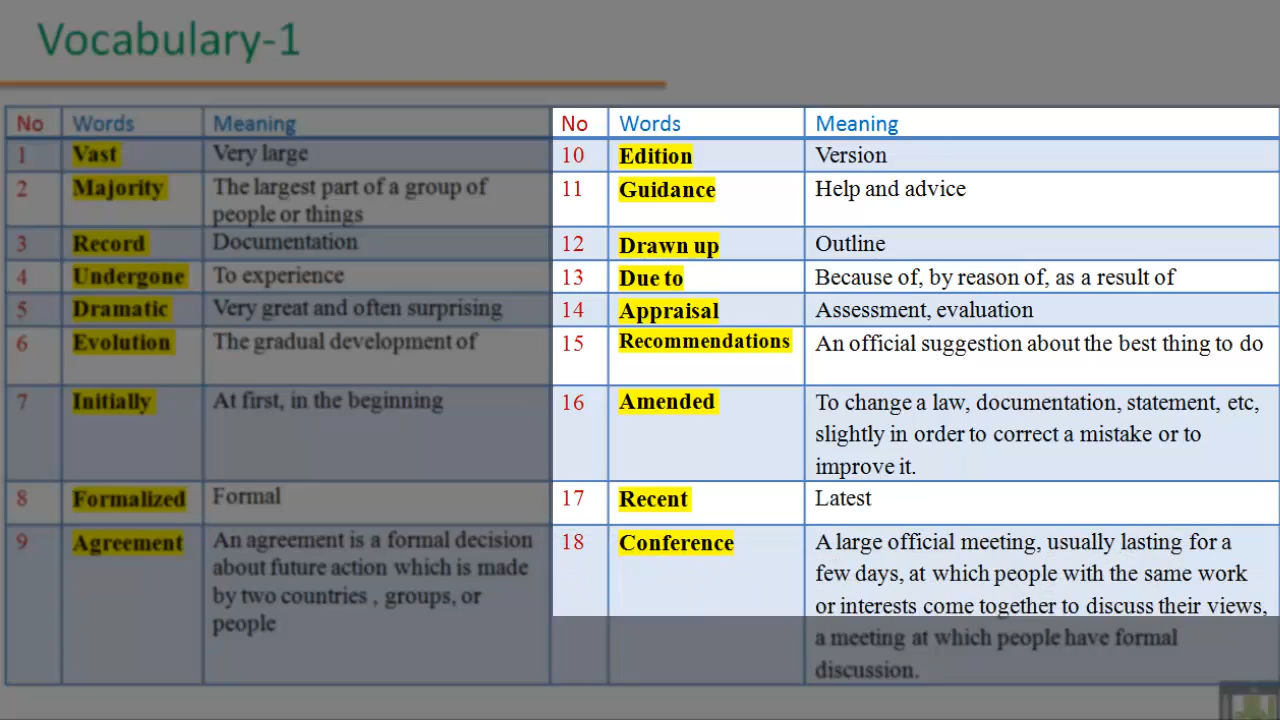 Vocabulary-1
No Words Meaning
1 Vast Very large
2 Majority The largest part of a group of
people or things
3 Record Documentation
4 Undergone To experience
5 Dramatic Very great and often surprising
6 Evolution The gradual development of
7 Initially At first, in the beginning
8 Formalized Formal
9 Agreement An agreement is a formal decision
about future action which is made
by two countries , groups, or
people
No Words Meaning
10 Edition Version
11 Guidance Help and advice
12 Drawn up Outline
13 Due to Because of, by reason of, as a result of
14 Appraisal Assessment, evaluation
15 Recommendations An official suggestion about the best thing to do
16 Amended To change a law, documentation, statement, etc,
slightly in order to correct a mistake or to
improve it.
17 Recent Latest
18 Conference A large official meeting, usually lasting for a
few days, at which people with the same work
or interests come together to discuss their views,
a meeting at which people have formal
discussion.